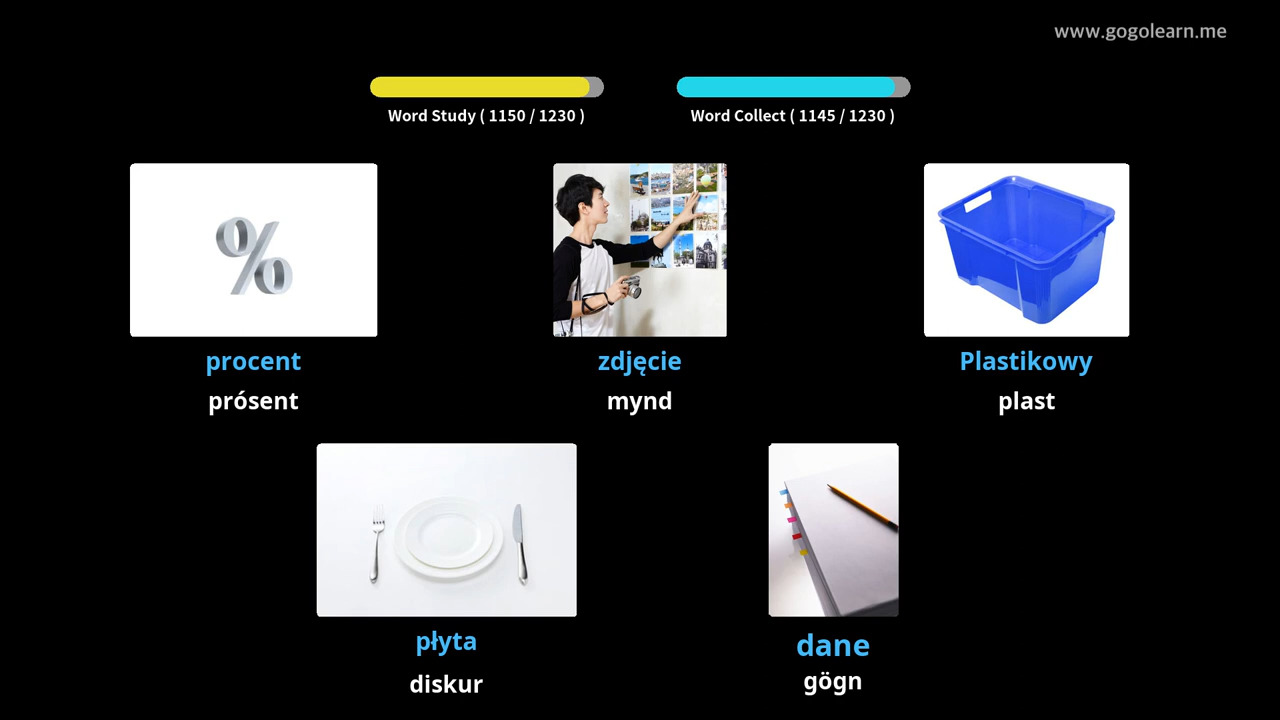 www.gogolearn.me
Word Study ( 1150 / 1230 )
Word Collect ( 1145 / 1230 )
procent
prósent
zdjęcie
mynd
Plastikowy
plast
płyta
diskur
dane
gögn